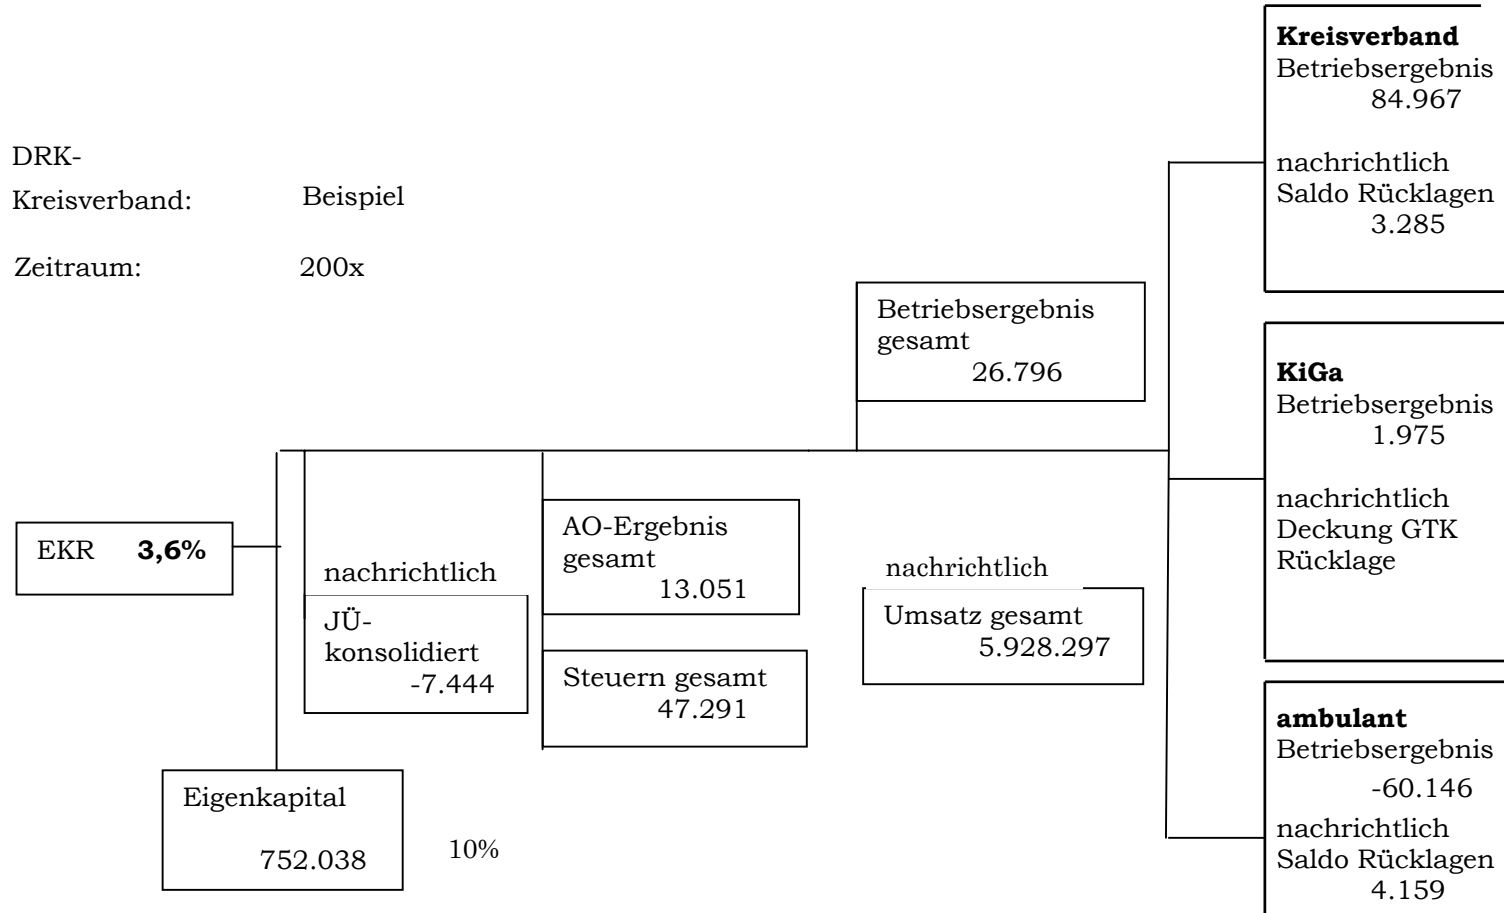 DRK-
Kreisverband:
Beispiel
Zeitraum:
200x
EKR 3,6%
nachrichtlich
JÜ-
konsolidiert
-7.444
Eigenkapital
752.038
10%
AO-Ergebnis
gesamt
13.051
Steuern gesamt
47.291
Betriebsergebnis
gesamt
26.796
nachrichtlich
Umsatz gesamt
5.928.297
Kreisverband
Betriebsergebnis
84.967
nachrichtlich
Saldo Rücklagen
3.285
KiGa
Betriebsergebnis
1.975
nachrichtlich
Deckung GTK
Rücklage
ambulant
Betriebsergebnis
-60.146
nachrichtlich
Saldo Rücklagen
4.159